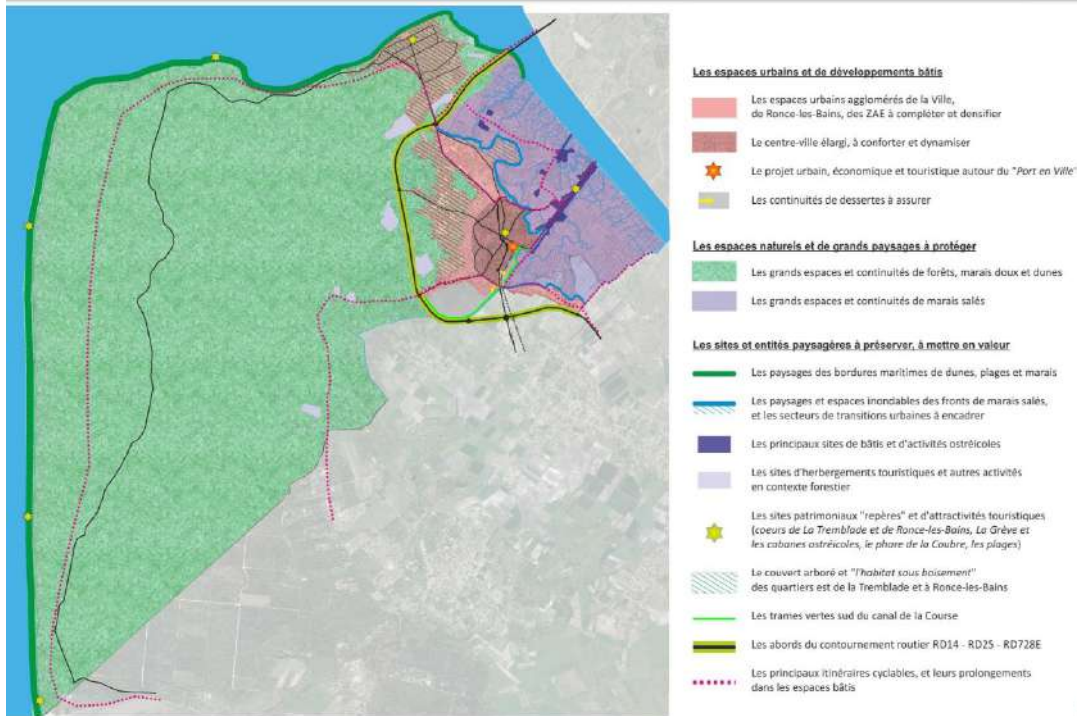 Les espaces urbains et de développements bâtis
Les espaces urbains agglomérés de la Ville,
de Ronce-les-Bains, des ZAE à compléter et densifier
Le centre-ville élargi, à conforter et dynamiser
Le projet urbain, économique et touristique autour du "Port en Ville"
Les continuités de dessertes à assurer
Les espaces naturels et de grands paysages à protéger
Les grands espaces et continuités de forêts, marais doux et dunes
Les grands espaces et continuités de marais salés
Les sites et entités paysagères à préserver, à mettre en valeur
Les paysages des bordures maritimes de dunes, plages et marais
Les paysages et espaces inondables des fronts de marais salés,
et les secteurs de transitions urbaines à encadrer
Les principaux sites de bâtis et d'activités ostréicoles
Les sites d'herbergements touristiques et autres activités
en contexte forestier
Les sites patrimoniaux "repères" et d'attractivités touristiques
(coeurs de La Tremblade et de Ronce-les-Bains, La Grève et
les cabanes ostréicoles, le phare de la Coubre, les plages)
Le couvert arboré et "l'habitat sous boisement"
des quartiers est de la Tremblade et à Ronce-les-Bains
Les trames vertes sud du canal de la Course
Les abords du contournement routier RD14 - RD25 - RD728E
Les principaux itinéraires cyclables, et leurs prolongements
dans les espaces bâtis